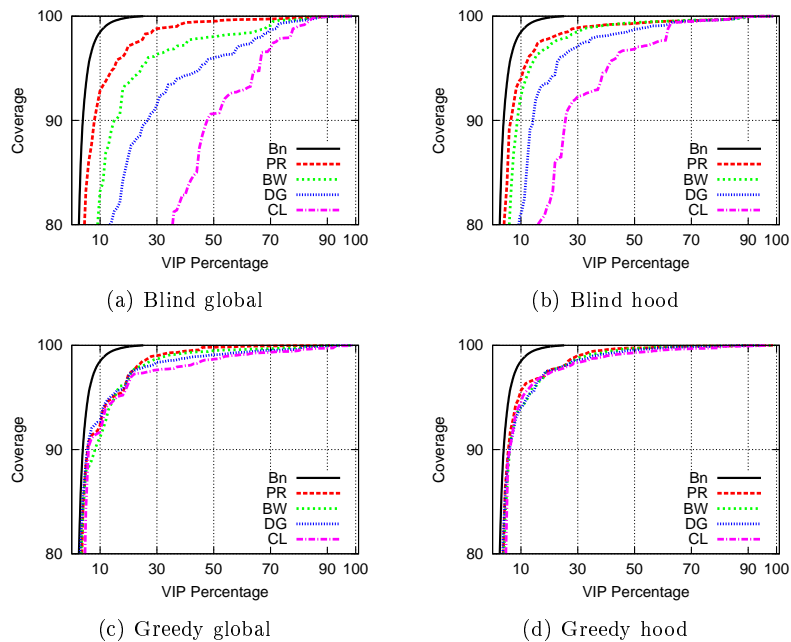 100
90
80
Coverage
10 30 50 70 90 100
VIP Percentage
Bn
PR
BW
DG
CL
(a) Blind global
100
90
80
Coverage
10 30 50 70 90 100
VIP Percentage
Bn
PR
BW
DG
CL
(b) Blind hood
100
90
80
Coverage
10 30 50 70 90 100
VIP Percentage
Bn
PR
BW
DG
CL
(c) Greedy global
100
90
80
Coverage
10 30 50 70 90 100
VIP Percentage
Bn
PR
BW
DG
CL
(d) Greedy hood